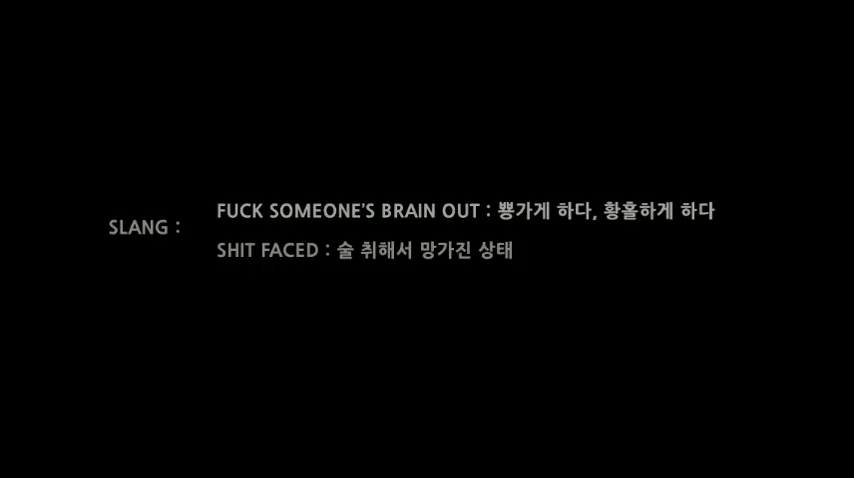 SLANG :
FUCK SOMEONE'S BRAIN OUT : 뿅가게 하다, 황홀하게 하다
SHIT FACED : 술 취해서 망가진 상태